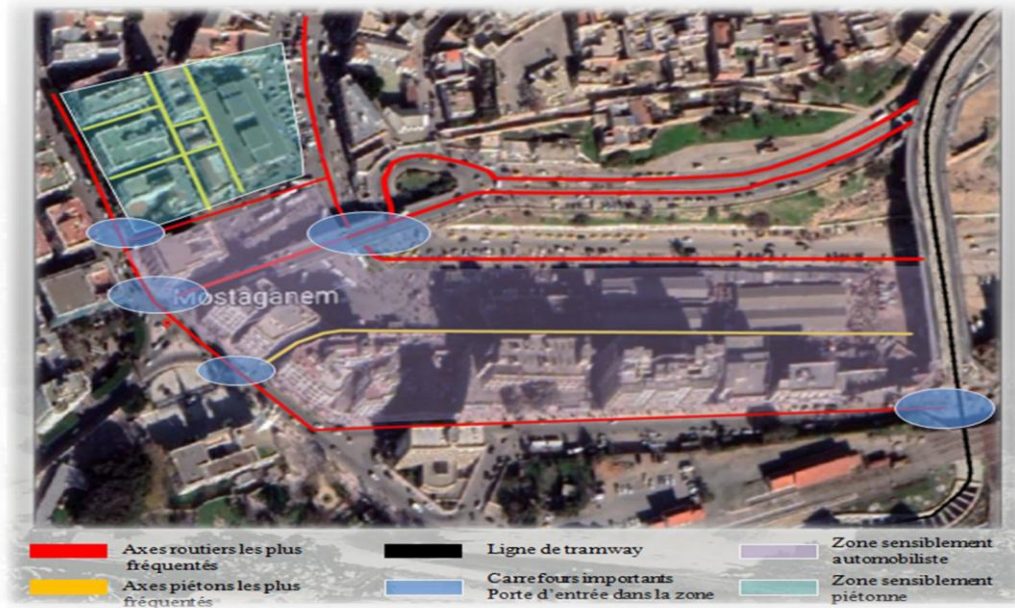 Mostaganem
Axes routiers les plus
fréquentés
Ligne de tramway
Zone sensiblement
automobiliste
Axes piétons les plus
fréquentés
Carrefours importants
Porte d'entrée dans la zone
Zone sensiblement
piétonne